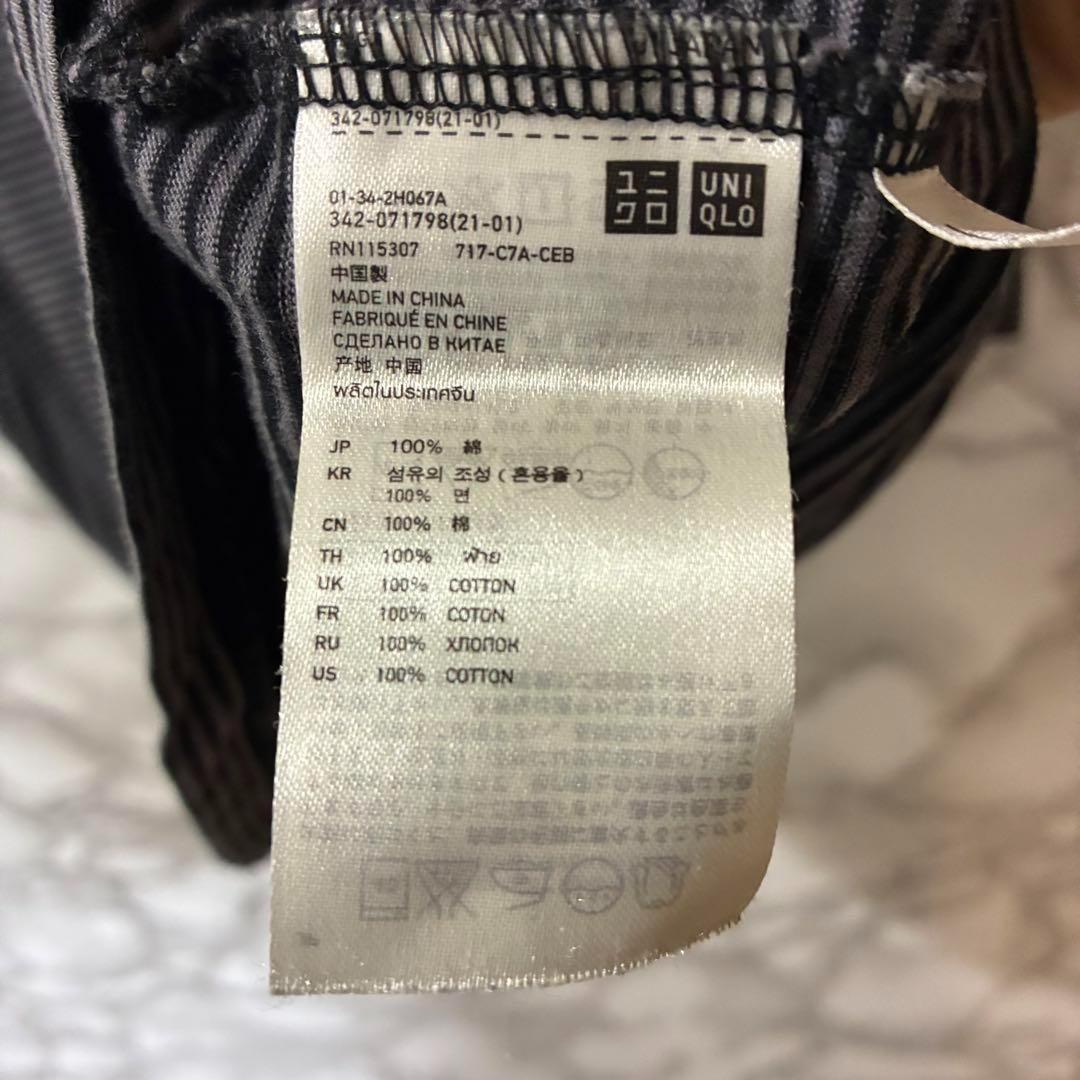 JAPAN
342-071798(21-01)
ユニ
クロ
UNI
QLO
01-34-2H067A
342-071798(21-01)
RN115307 717-C7A-CEB
中国製
MADE IN CHINA
FABRIQUÉ EN CHINE
СДЕЛАНО В КИТАЕ
产地 中国
ผลิตในประเทศจีน
JP 100% 綿
KR 섬유의 조성 ( 혼용율 )
100% 면
CN 100% 棉
TH 100% ฝ้าย
UK 100% COTTON
FR 100% COTON
RU 100% ХЛОПОК
US 100% COTTON